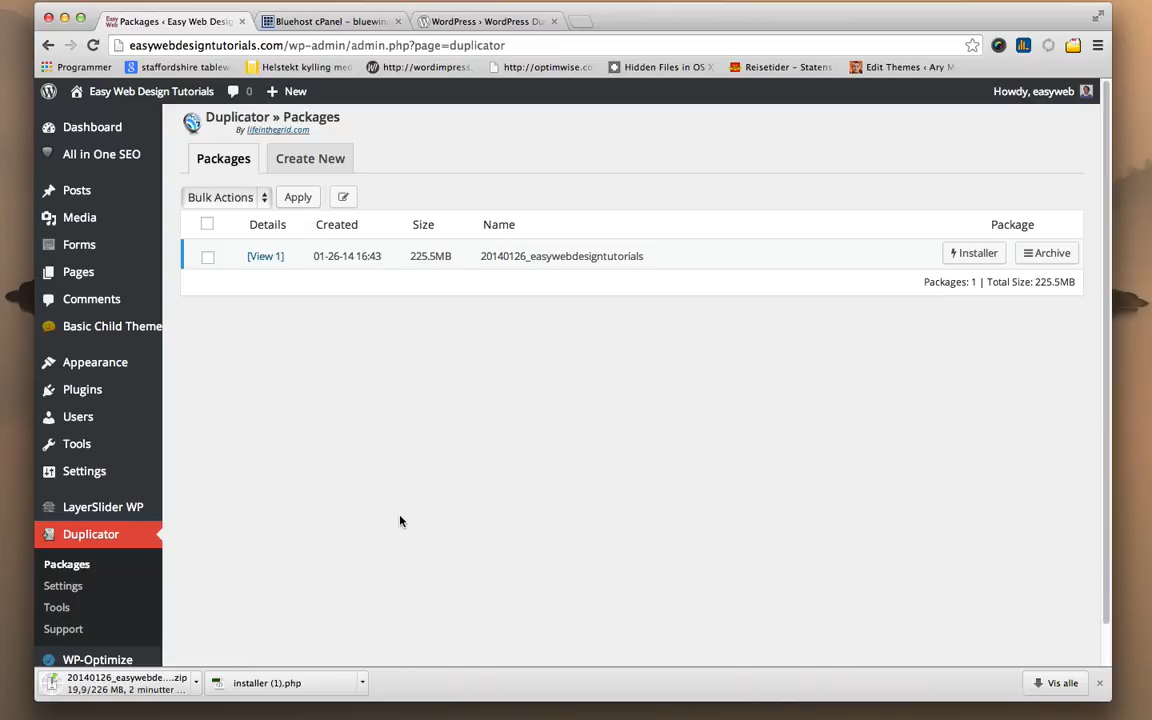 Packages ‹ Easy Web Desig
Bluehost cPanel – bluewin
WordPress › WordPress Du
easywebdesigntutorials.com/wp-admin/admin.php?page=duplicator
Programmer
staffordshire tablew
Helstekt kylling med
http://wordimpress.
http://optimwise.co
Hidden Files in OS X
Reisetider – Statens
Edit Themes ‹ Ary M
Easy Web Design Tutorials
0
New
Howdy, easyweb
Duplicator » Packages
By lifeinthegrid.com
Packages
Create New
Bulk Actions
Apply
Details
Created
Size
Name
Package
[View 1]
01-26-14 16:43
225.5MB
20140126_easywebdesigntutorials
Installer
Archive
Packages: 1 | Total Size: 225.5MB
Dashboard
All in One SEO
Posts
Media
Forms
Pages
Comments
Basic Child Theme
Appearance
Plugins
Users
Tools
Settings
LayerSlider WP
Duplicator
Packages
Settings
Tools
Support
WP-Optimize
20140126_easywebde....zip
19,9/226 MB, 2 minutter ...
installer (1).php
Vis alle